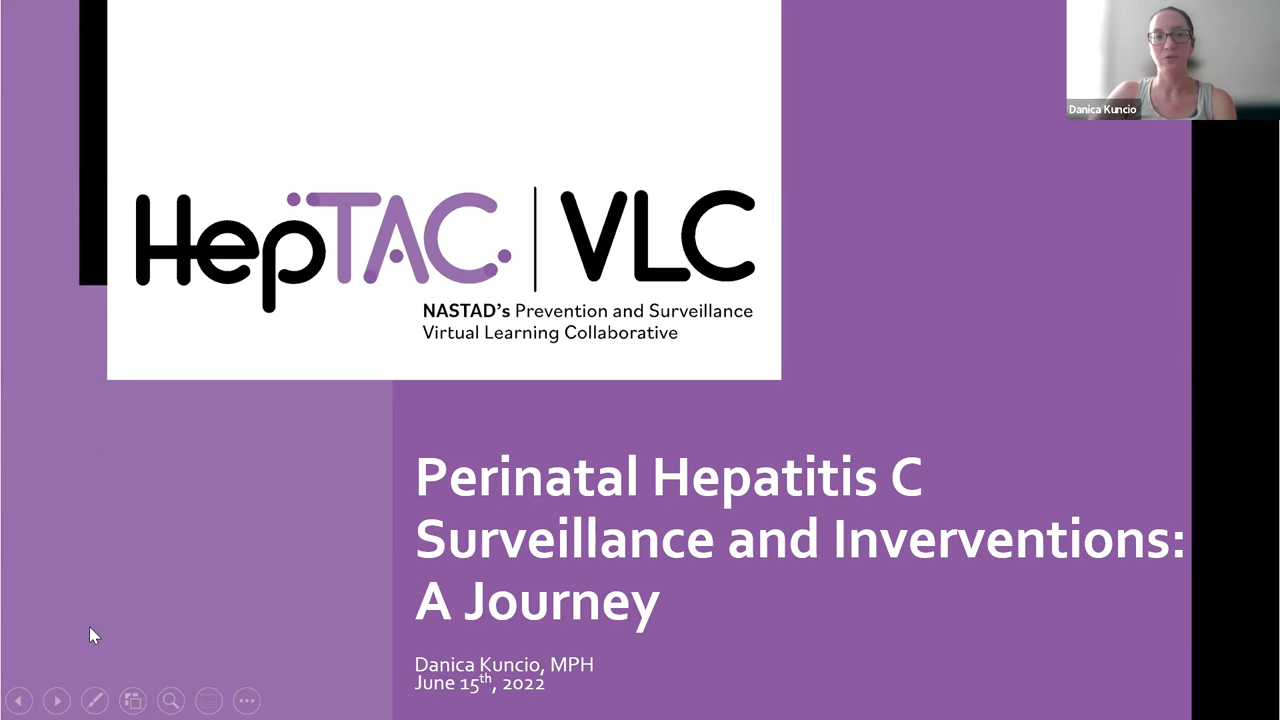 Danica Kuncio
HepTAC | VLC
NASTAD's Prevention and Surveillance
Virtual Learning Collaborative
Perinatal Hepatitis C
Surveillance and Inverventions:
A Journey
Danica Kuncio, MPH
June 15th, 2022